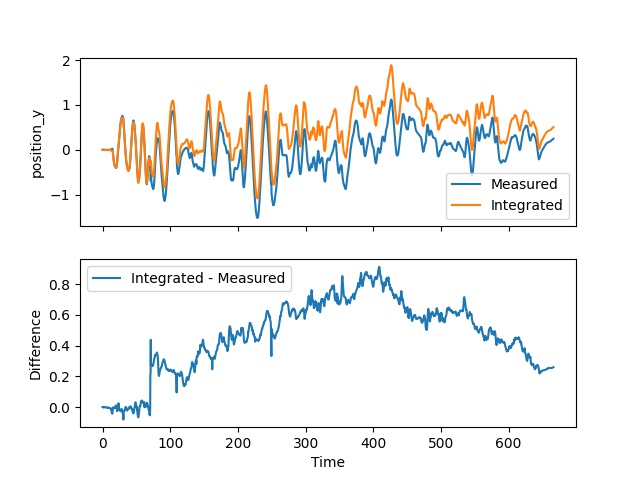 2
1
0
−1
position_y
Measured
Integrated
Integrated - Measured
0.8
0.6
0.4
0.2
0.0
Difference
0 100 200 300 400 500 600
Time